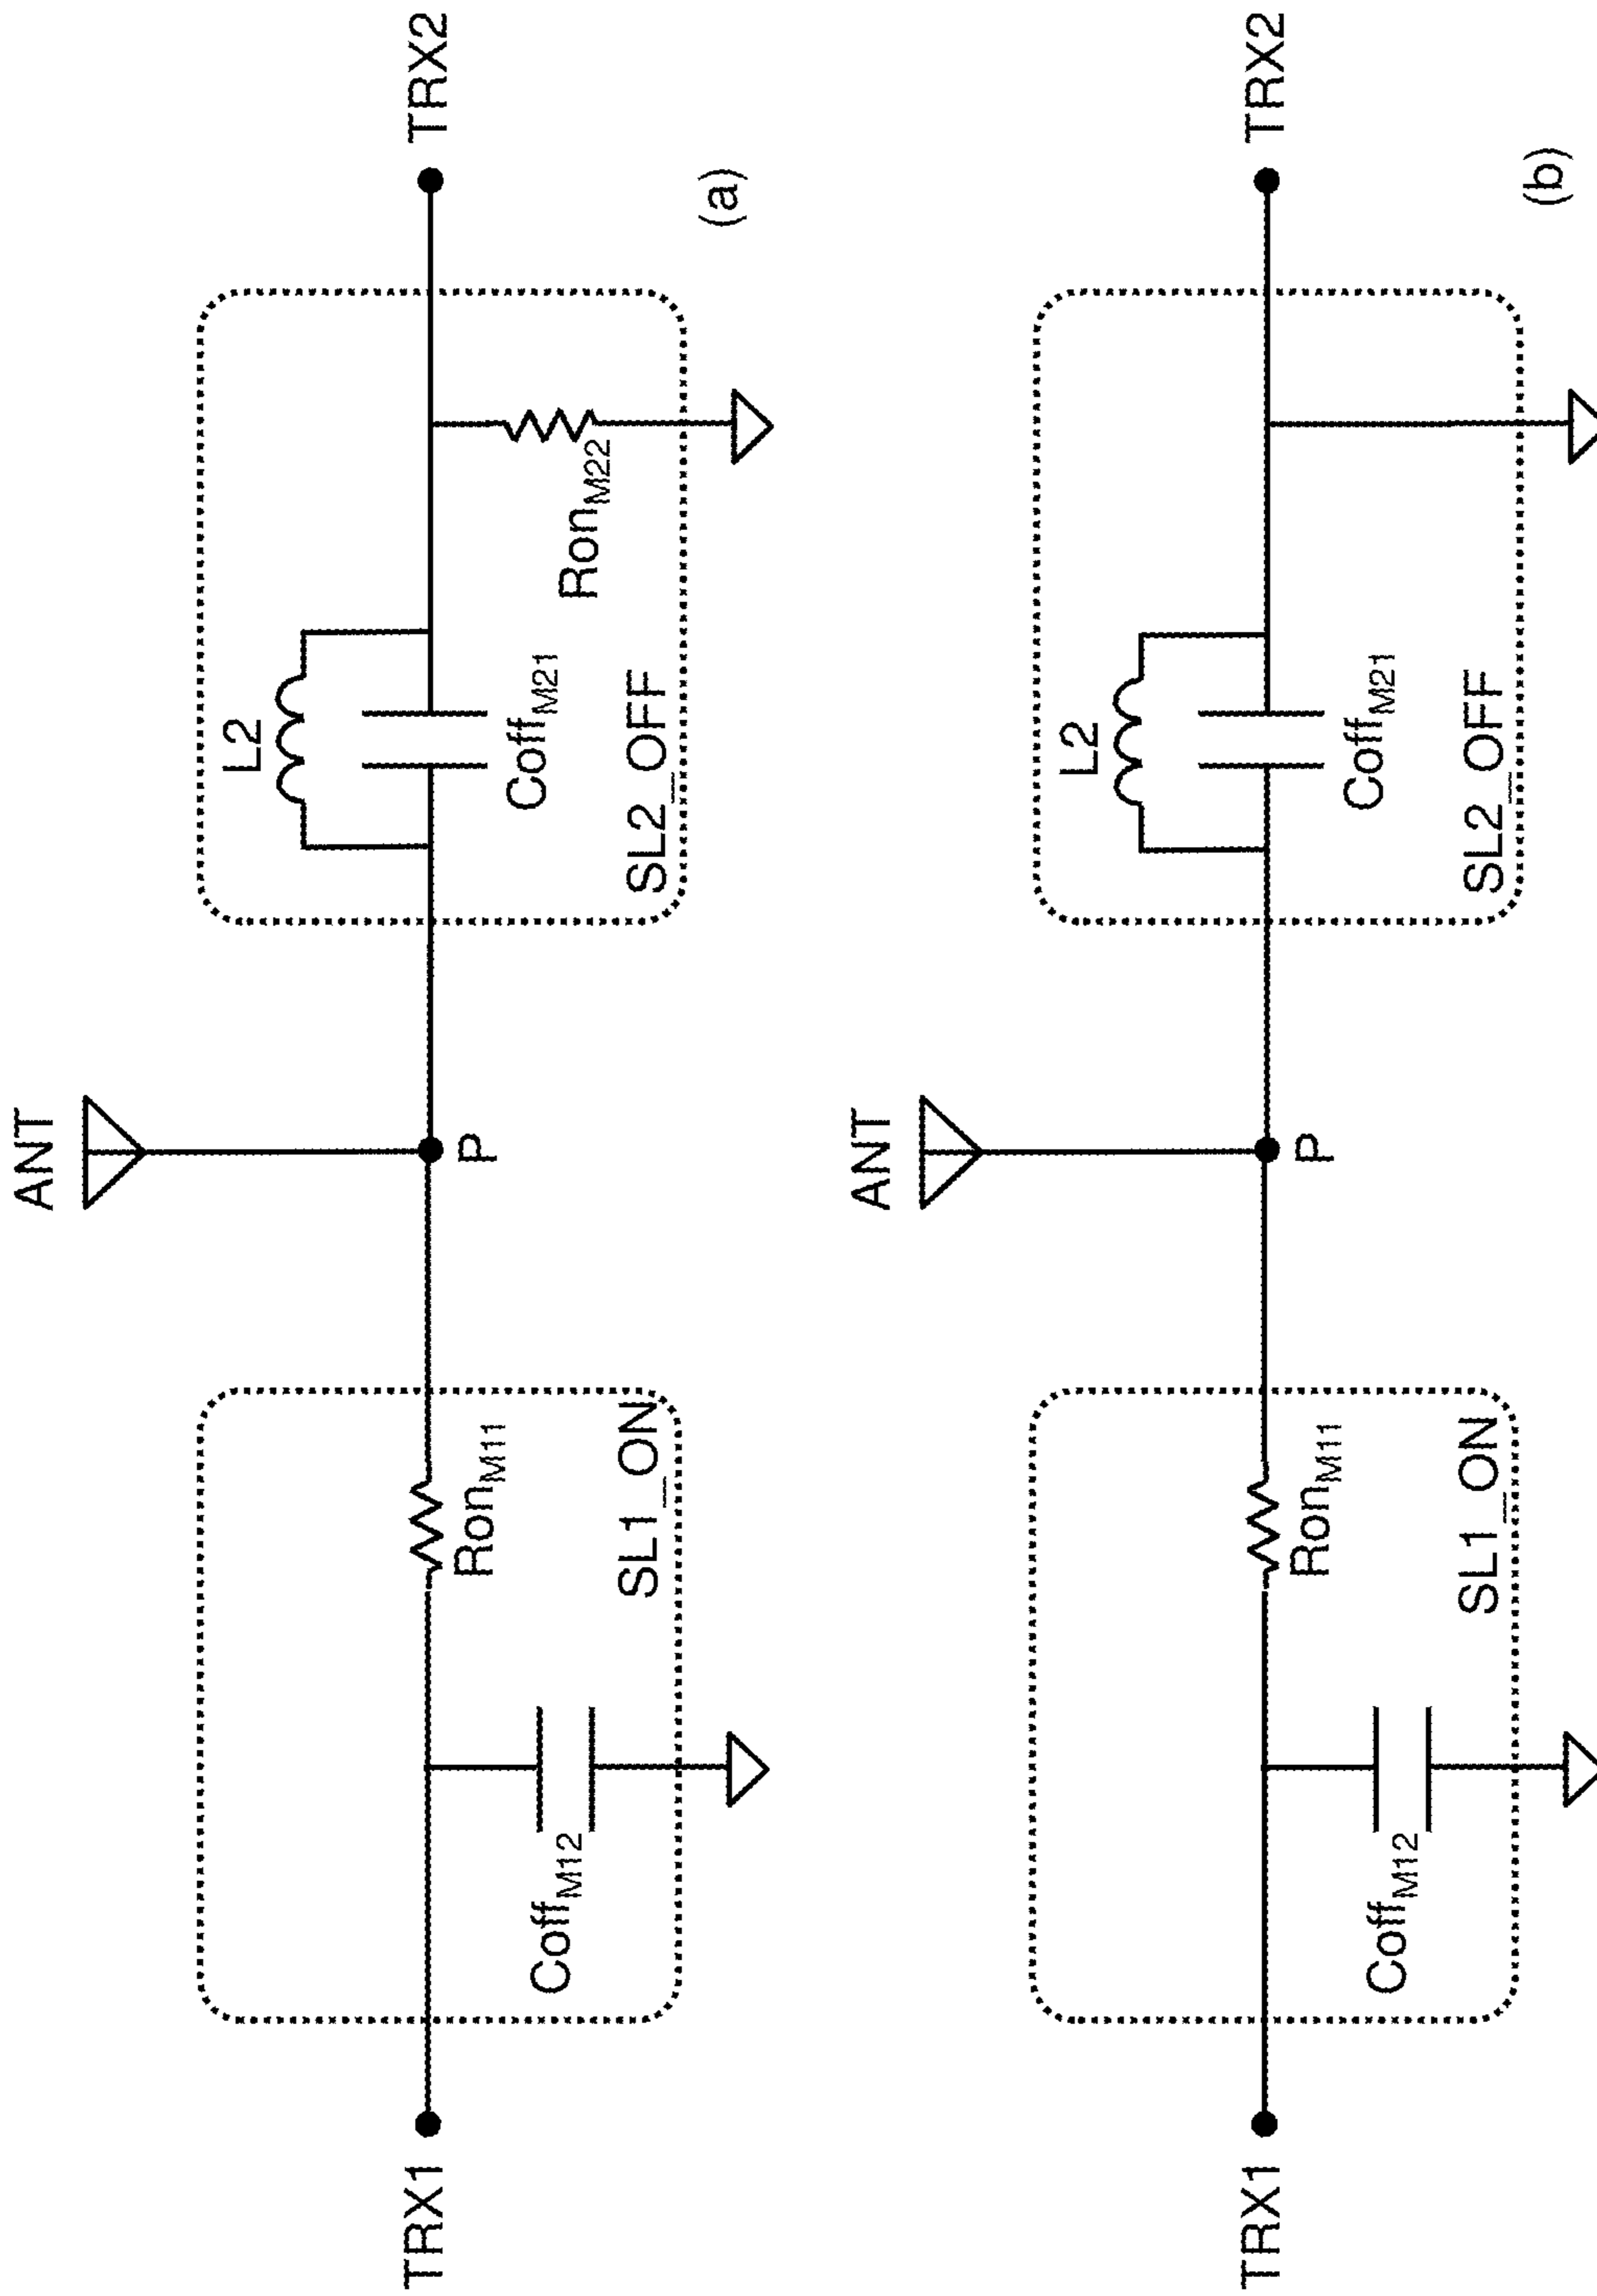 ANT
L2
TRX1
P
TRX2
Coff_M12
Ron_M11
Coff_M21
Ron_M22
SL1_ON
SL2_OFF
(a)
ANT
L2
TRX1
P
TRX2
Coff_M12
Ron_M11
Coff_M21
SL1_ON
SL2_OFF
(b)